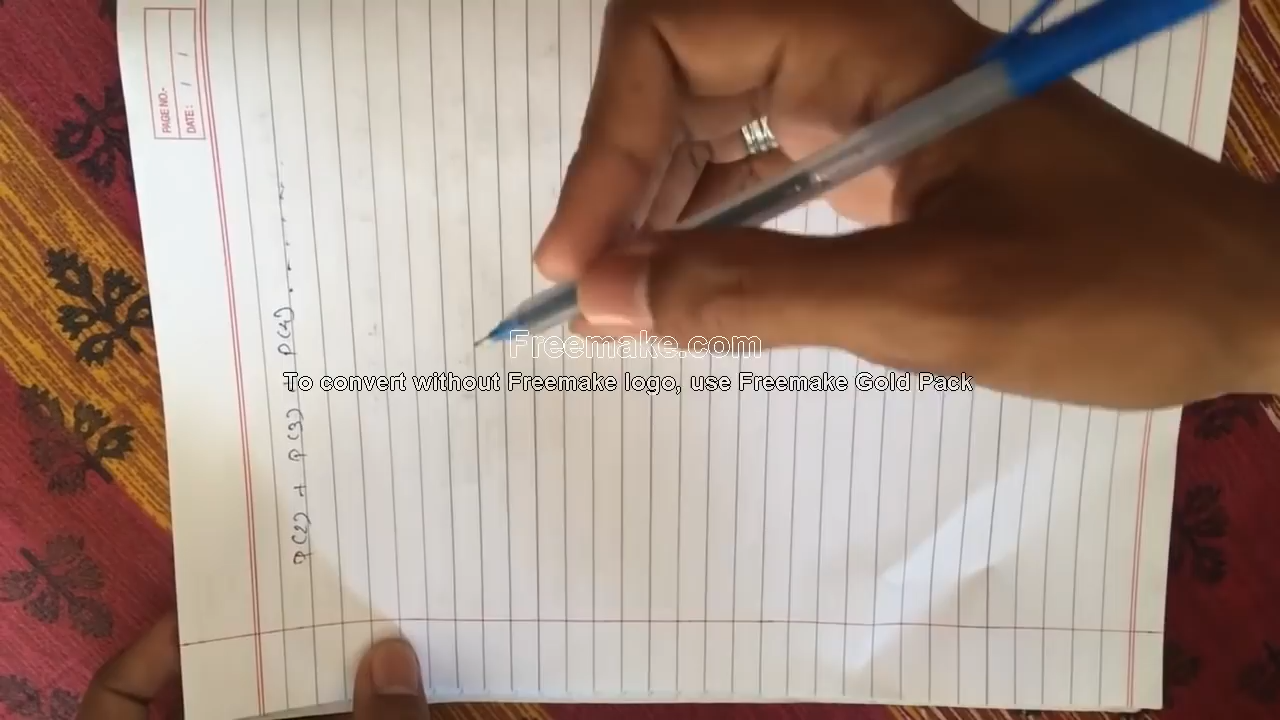 PAGE NO.-
DATE: / /
P(2) + P(3) + P(4) . . . . . . .
Freemake.com
To convert without Freemake logo, use Freemake Gold Pack